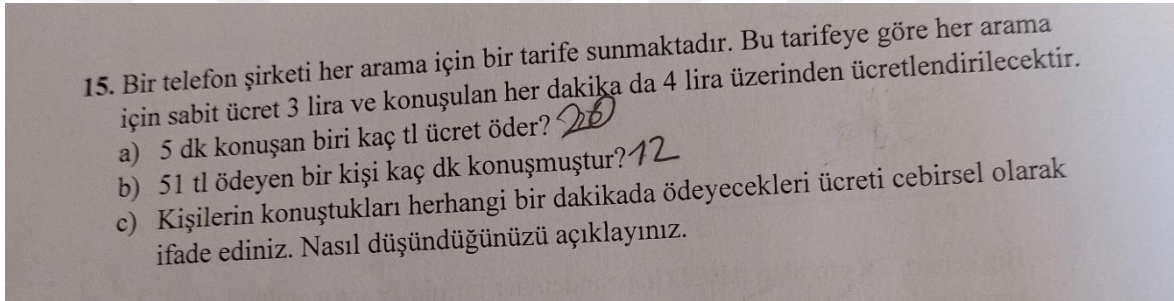 15. Bir telefon şirketi her arama için bir tarife sunmaktadır. Bu tarifeye göre her arama
için sabit ücret 3 lira ve konuşulan her dakika da 4 lira üzerinden ücretlendirilecektir.
a) 5 dk konuşan biri kaç tl ücret öder? 20
b) 51 tl ödeyen bir kişi kaç dk konuşmuştur? 12
c) Kişilerin konuştukları herhangi bir dakikada ödeyecekleri ücreti cebirsel olarak
ifade ediniz. Nasıl düşündüğünüzü açıklayınız.